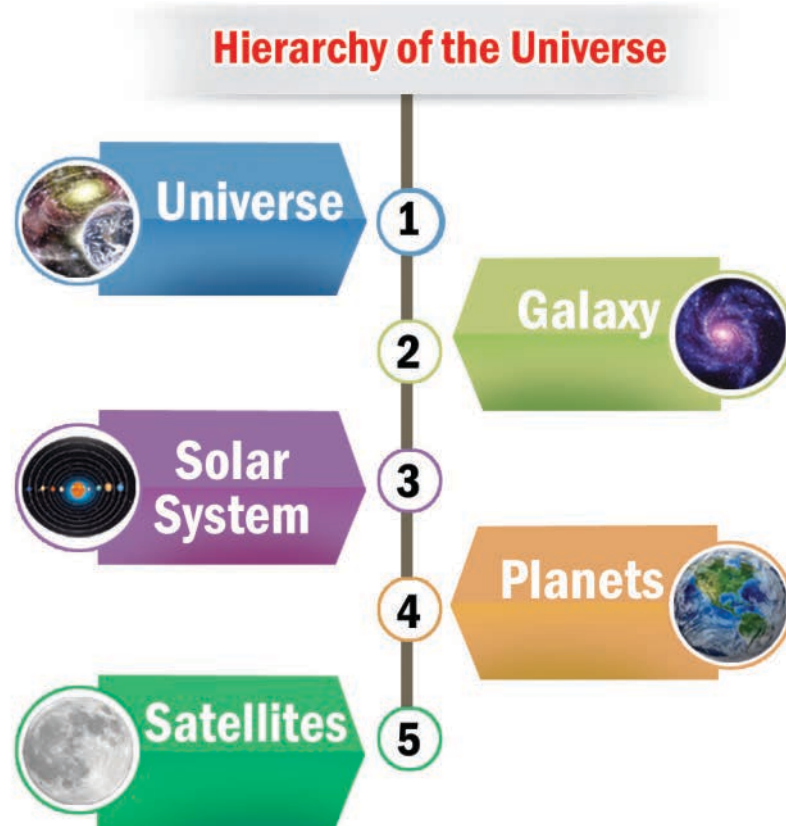 Hierarchy of the Universe
Universe
1
Galaxy
2
Solar
System
3
Planets
4
Satellites
5